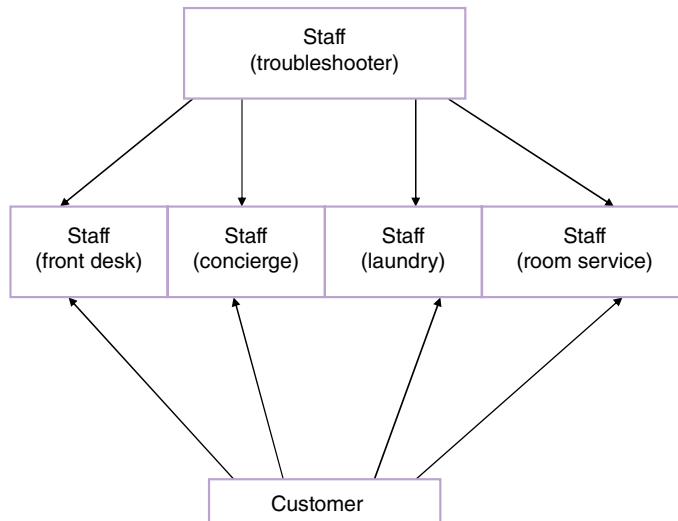 Staff
(troubleshooter)
Staff
(front desk)
Staff
(concierge)
Staff
(laundry)
Staff
(room service)
Customer